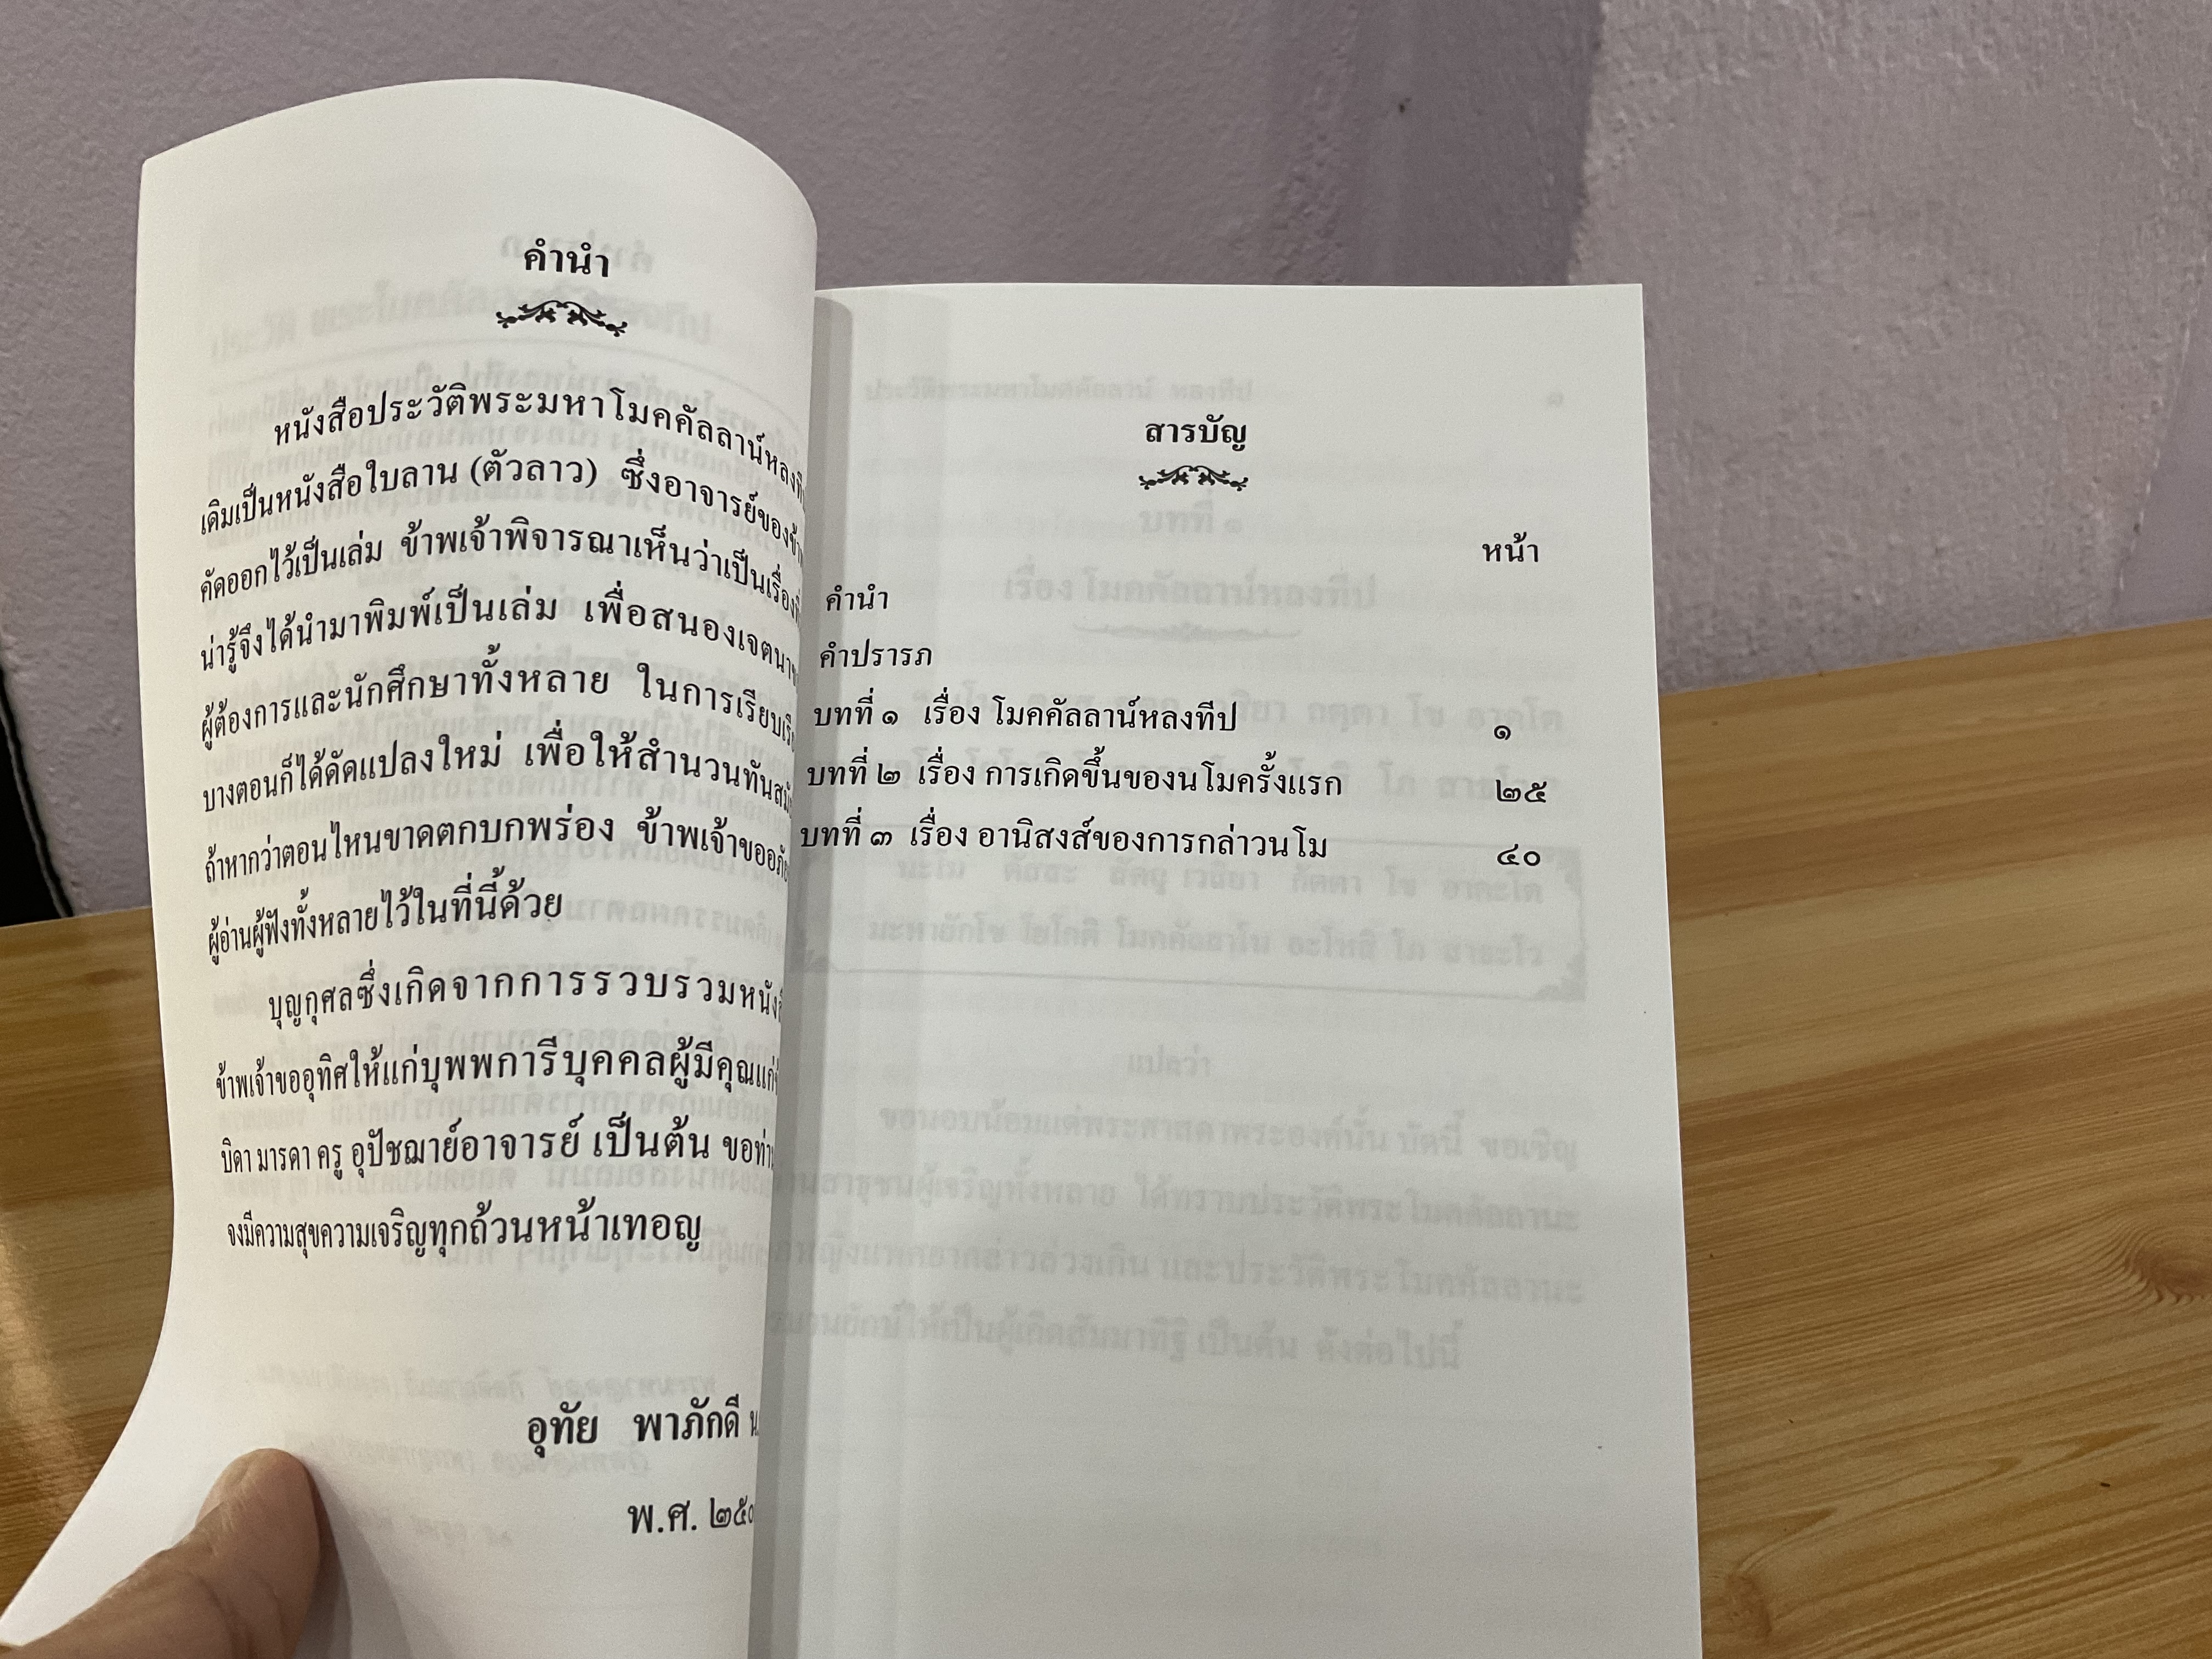 คำนำ
หนังสือประวัติพระมหาโมคคัลลาน์หลงทีป
เดิมเป็นหนังสือใบลาน (ตัวลาว) ซึ่งอาจารย์ของข้า
คัดออกไว้เป็นเล่ม ข้าพเจ้าพิจารณาเห็นว่าเป็นเรื่อง
น่ารู้จึงได้นำมาพิมพ์เป็นเล่ม เพื่อสนองเจตนา
ผู้ต้องการและนักศึกษาทั้งหลาย ในการเรียบเรียง
บางตอนก็ได้ดัดแปลงใหม่ เพื่อให้สำนวนทันสมัย
ถ้าหากว่าตอนไหนขาดตกบกพร่อง ข้าพเจ้าขออภัย
ผู้อ่านผู้ฟังทั้งหลายไว้ในที่นี้ด้วย
บุญกุศลซึ่งเกิดจากการรวบรวมหนัง
ข้าพเจ้าขออุทิศให้แก่บุพพการีบุคคลผู้มีคุณแก่
บิดา มารดา ครู อุปัชฌาย์อาจารย์ เป็นต้น ขอท่า
จงมีความสุขความเจริญทุกถ้วนหน้าเทอญ
อุทัย พาภักดี น
พ.ศ. ๒๕
สารบัญ
หน้า
คำนำ
คำปรารภ
บทที่ ๑ เรื่อง โมคคัลลาน์หลงทีป ๑
บทที่ ๒ เรื่อง การเกิดขึ้นของนโมครั้งแรก ๒๕
บทที่ ๓ เรื่อง อานิสงส์ของการกล่าวนโม ๔๐